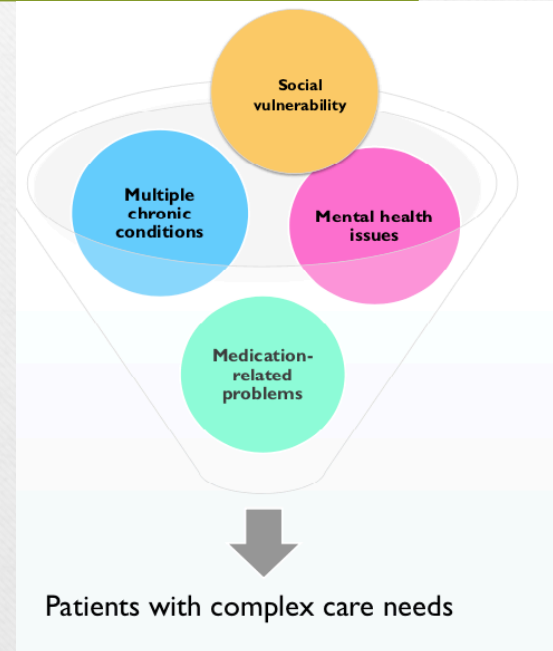 Social
vulnerability
Multiple
chronic
conditions
Mental health
issues
Medication-
related
problems
Patients with complex care needs